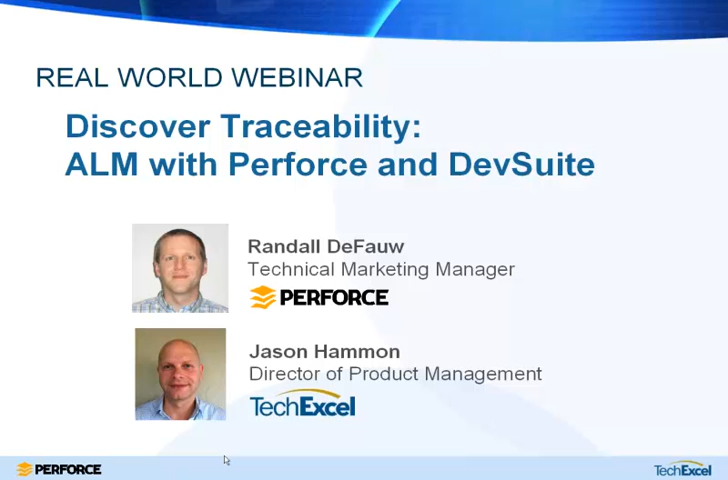 REAL WORLD WEBINAR
Discover Traceability:
ALM with Perforce and DevSuite
Randall DeFauw
Technical Marketing Manager
PERFORCE
Jason Hammon
Director of Product Management
TechExcel
PERFORCE
TechExcel